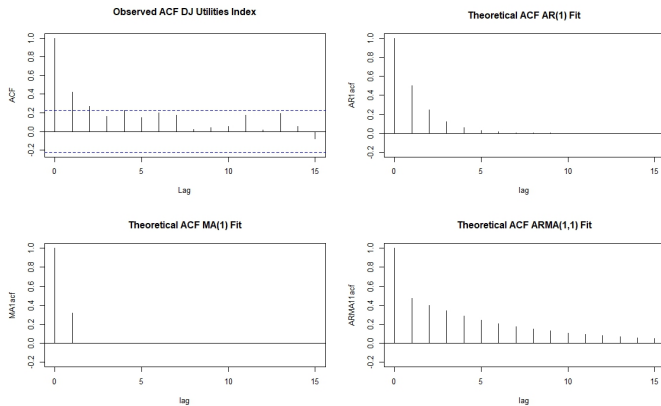 Observed ACF DJ Utilities Index
ACF
-0.2 0.0 0.2 0.4 0.6 0.8 1.0
0 5 10 15
Lag
Theoretical ACF AR(1) Fit
AR1acf
-0.2 0.0 0.2 0.4 0.6 0.8 1.0
0 5 10 15
lag
Theoretical ACF MA(1) Fit
MA1acf
-0.2 0.0 0.2 0.4 0.6 0.8 1.0
0 5 10 15
lag
Theoretical ACF ARMA(1,1) Fit
ARMA11acf
-0.2 0.0 0.2 0.4 0.6 0.8 1.0
0 5 10 15
lag